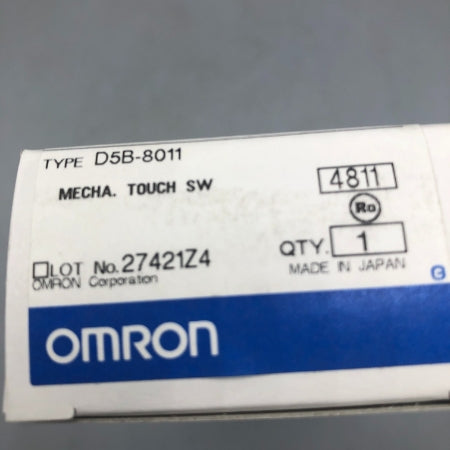 TYPE D5B-8011
MECHA. TOUCH SW
4811
Ro
QTY. 1
LOT No. 27421Z4
MADE IN JAPAN
OMRON Corporation
OMRON